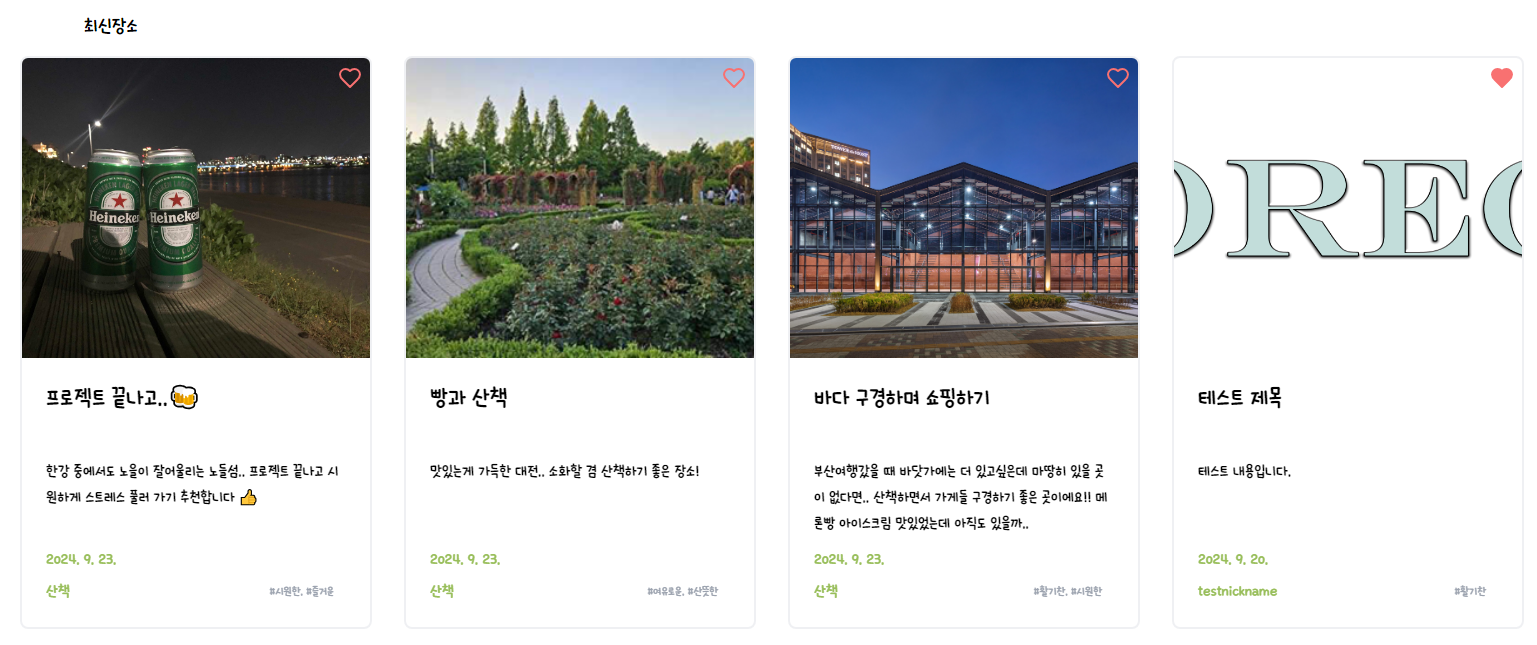 최신장소
Heineken Heineken
OREO
프로젝트 끝나고..🍻
빵과 산책
바다 구경하며 쇼핑하기
테스트 제목
한강 중에서도 노을이 잘어울리는 노들섬.. 프로젝트 끝나고 시
원하게 스트레스 풀러 가기 추천합니다 👍
맛있는게 가득한 대전.. 소화할 겸 산책하기 좋은 장소!
부산여행갔을 때 바닷가에는 더 있고싶은데 마땅히 있을 곳
이 없다면.. 산책하면서 가게들 구경하기 좋은 곳이에요!! 메
론빵 아이스크림 맛있었는데 아직도 있을까..
테스트 내용입니다.
2024. 9. 23.
산책
#시원한, #즐거운
2024. 9. 23.
산책
#여유로운, #산뜻한
2024. 9. 23.
산책
#활기찬, #시원한
2024. 9. 20.
testnickname
#활기찬